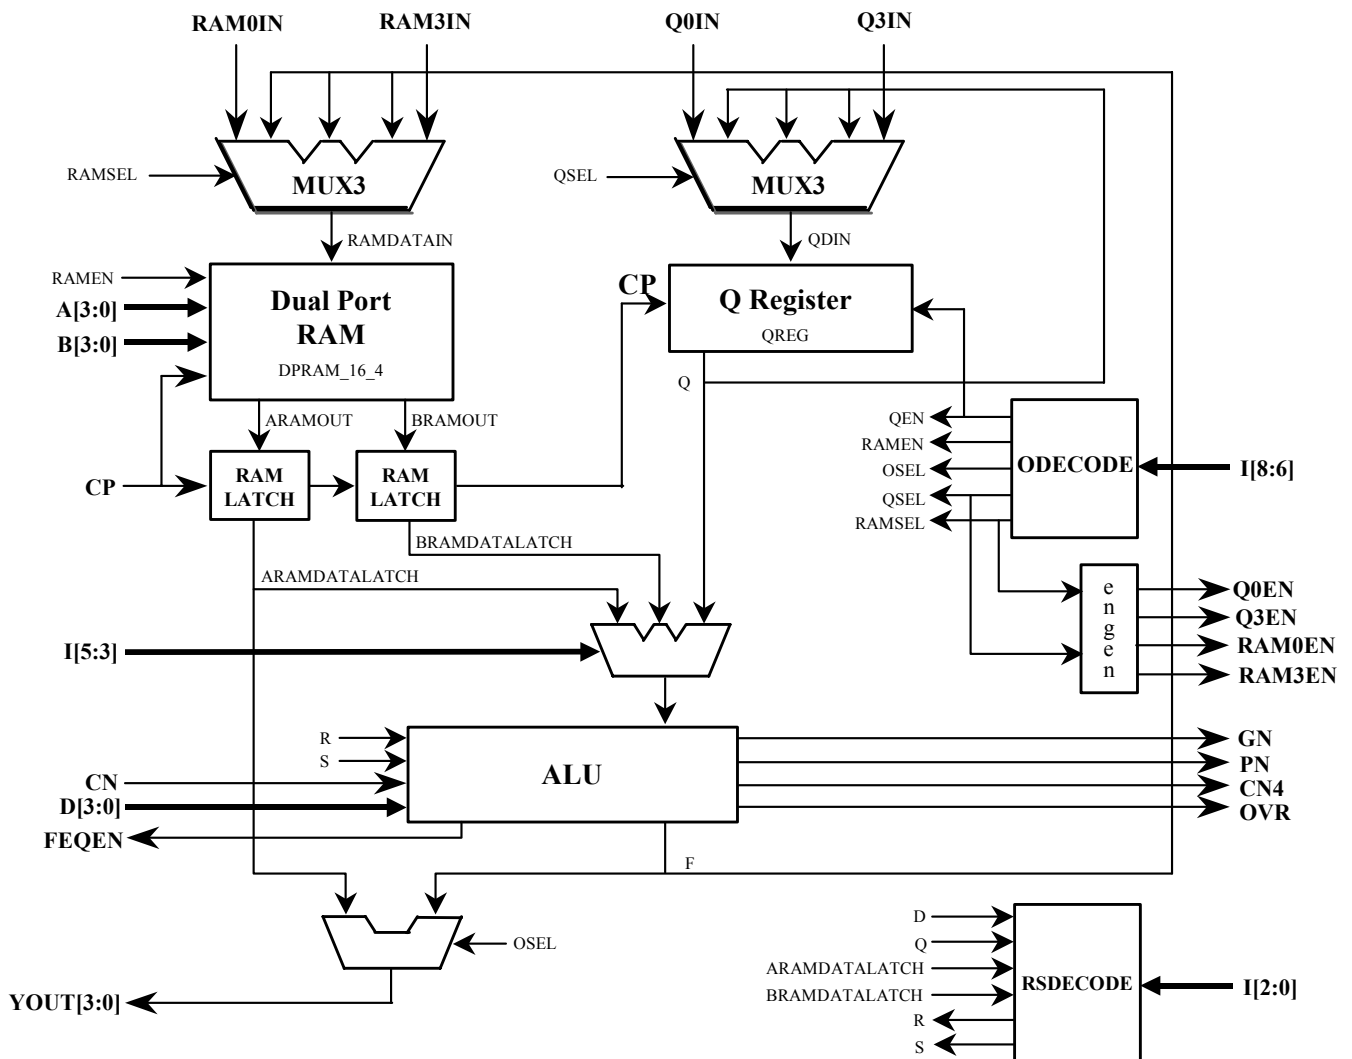 RAM0IN RAM3IN Q0IN Q3IN
RAMSEL MUX3 QSEL MUX3
RAMDATAIN QDIN
RAMEN
A[3:0]
B[3:0]
Dual Port
RAM
DPRAM_16_4
CP
Q Register
QREG
ARAMOUT BRAMOUT
Q
CP
RAM
LATCH
RAM
LATCH
QEN
RAMEN
OSEL
QSEL
RAMSEL
ODECODE
I[8:6]
BRAMDATALATCH
ARAMDATALATCH
e
n
g
e
n
Q0EN
Q3EN
RAM0EN
RAM3EN
I[5:3]
R
S
CN
D[3:0]
FEQEN
ALU
GN
PN
CN4
OVR
F
OSEL
YOUT[3:0]
D
Q
ARAMDATALATCH
BRAMDATALATCH
R
S
RSDECODE
I[2:0]